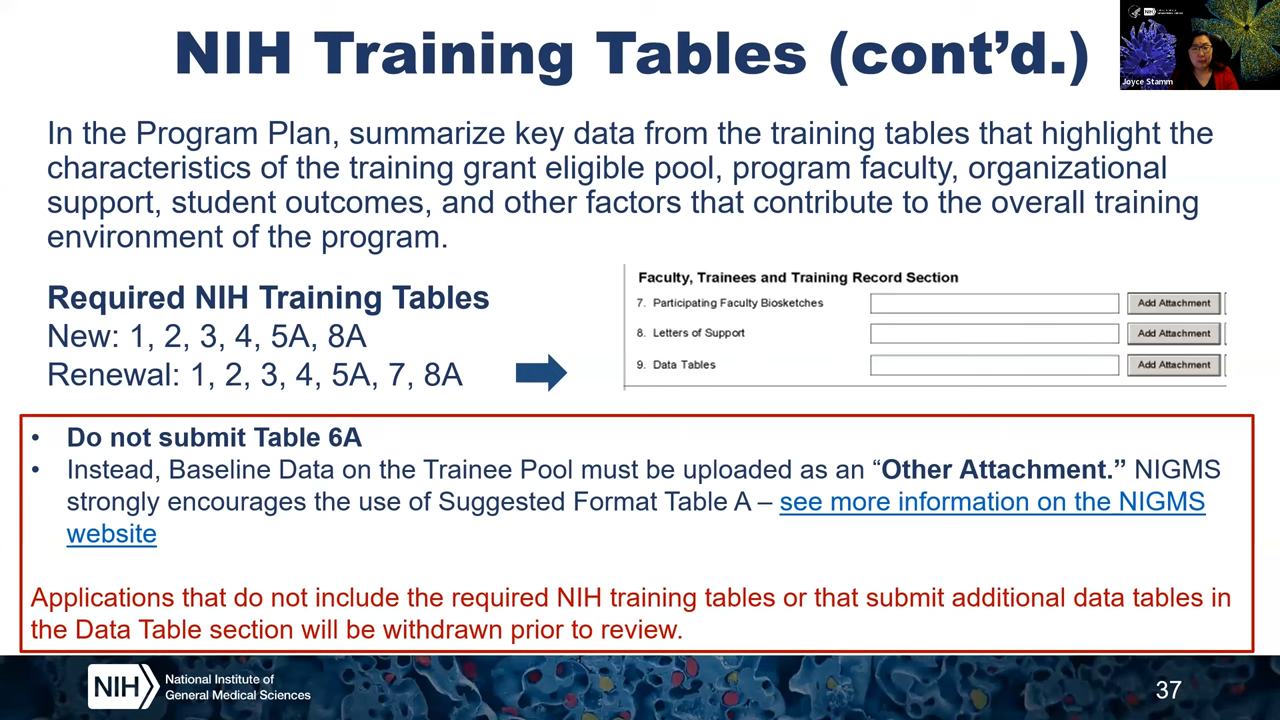 NIH Training Tables (cont’d.)
NIH
Joyce Stamm
In the Program Plan, summarize key data from the training tables that highlight the
characteristics of the training grant eligible pool, program faculty, organizational
support, student outcomes, and other factors that contribute to the overall training
environment of the program.
Required NIH Training Tables
New: 1, 2, 3, 4, 5A, 8A
Renewal: 1, 2, 3, 4, 5A, 7, 8A
Faculty, Trainees and Training Record Section
7. Participating Faculty Biosketches Add Attachment
8. Letters of Support Add Attachment
9. Data Tables Add Attachment
• Do not submit Table 6A
• Instead, Baseline Data on the Trainee Pool must be uploaded as an “Other Attachment.” NIGMS
strongly encourages the use of Suggested Format Table A – see more information on the NIGMS
website
Applications that do not include the required NIH training tables or that submit additional data tables in
the Data Table section will be withdrawn prior to review.
NIH National Institute of
General Medical Sciences
37